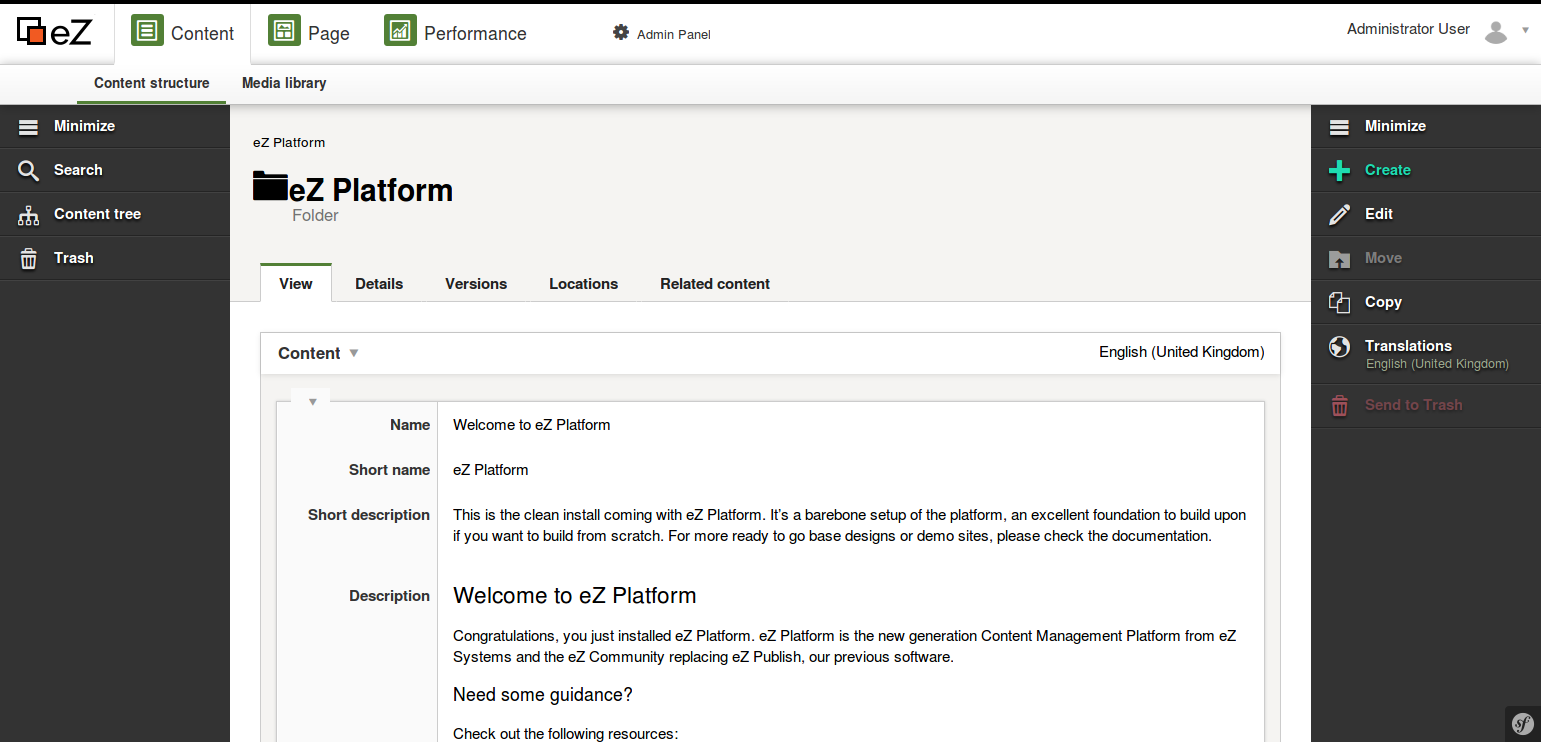 eZ Content Page Performance Admin Panel Administrator User
Content structure Media library
Minimize
Search
Content tree
Trash
eZ Platform
eZ Platform
Folder
View Details Versions Locations Related content
Content English (United Kingdom)
Name Welcome to eZ Platform
Short name eZ Platform
Short description This is the clean install coming with eZ Platform. It's a barebone setup of the platform, an excellent foundation to build upon
if you want to build from scratch. For more ready to go base designs or demo sites, please check the documentation.
Description Welcome to eZ Platform
Congratulations, you just installed eZ Platform. eZ Platform is the new generation Content Management Platform from eZ
Systems and the eZ Community replacing eZ Publish, our previous software.
Need some guidance?
Check out the following resources:
Minimize
Create
Edit
Move
Copy
Translations
English (United Kingdom)
Send to Trash
sf